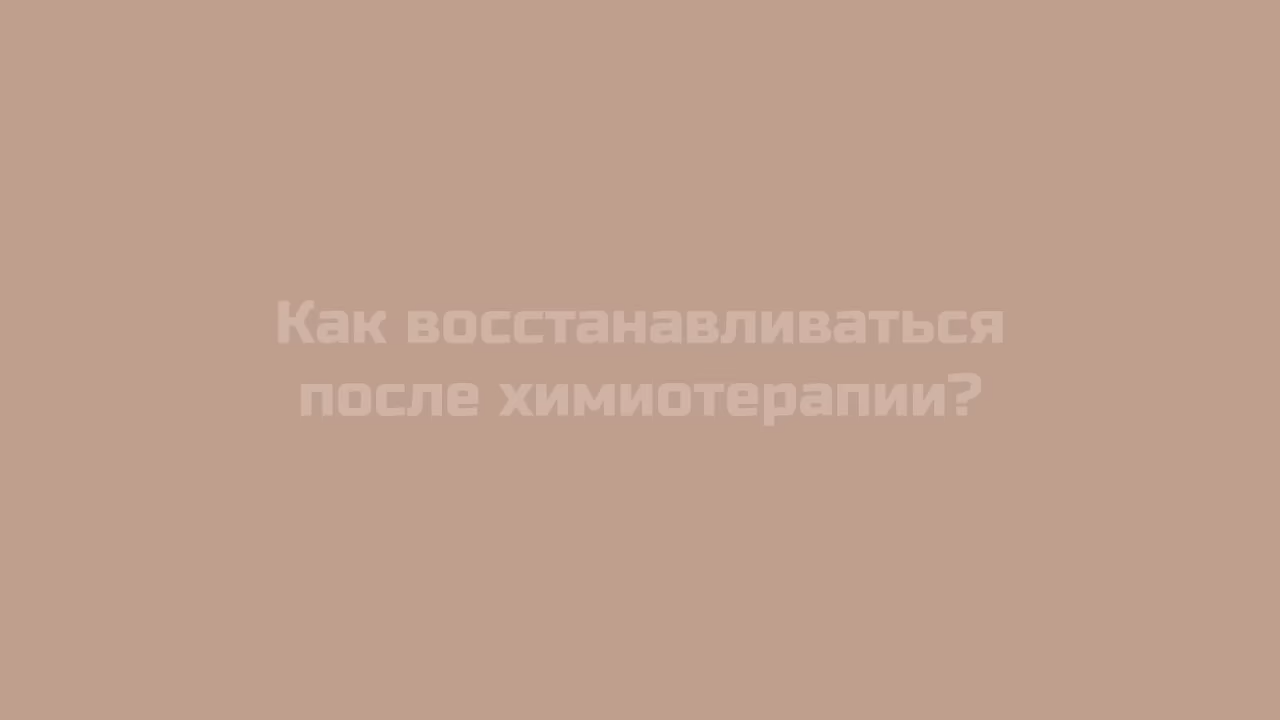 Как восстанавливаться
после химиотерапии?